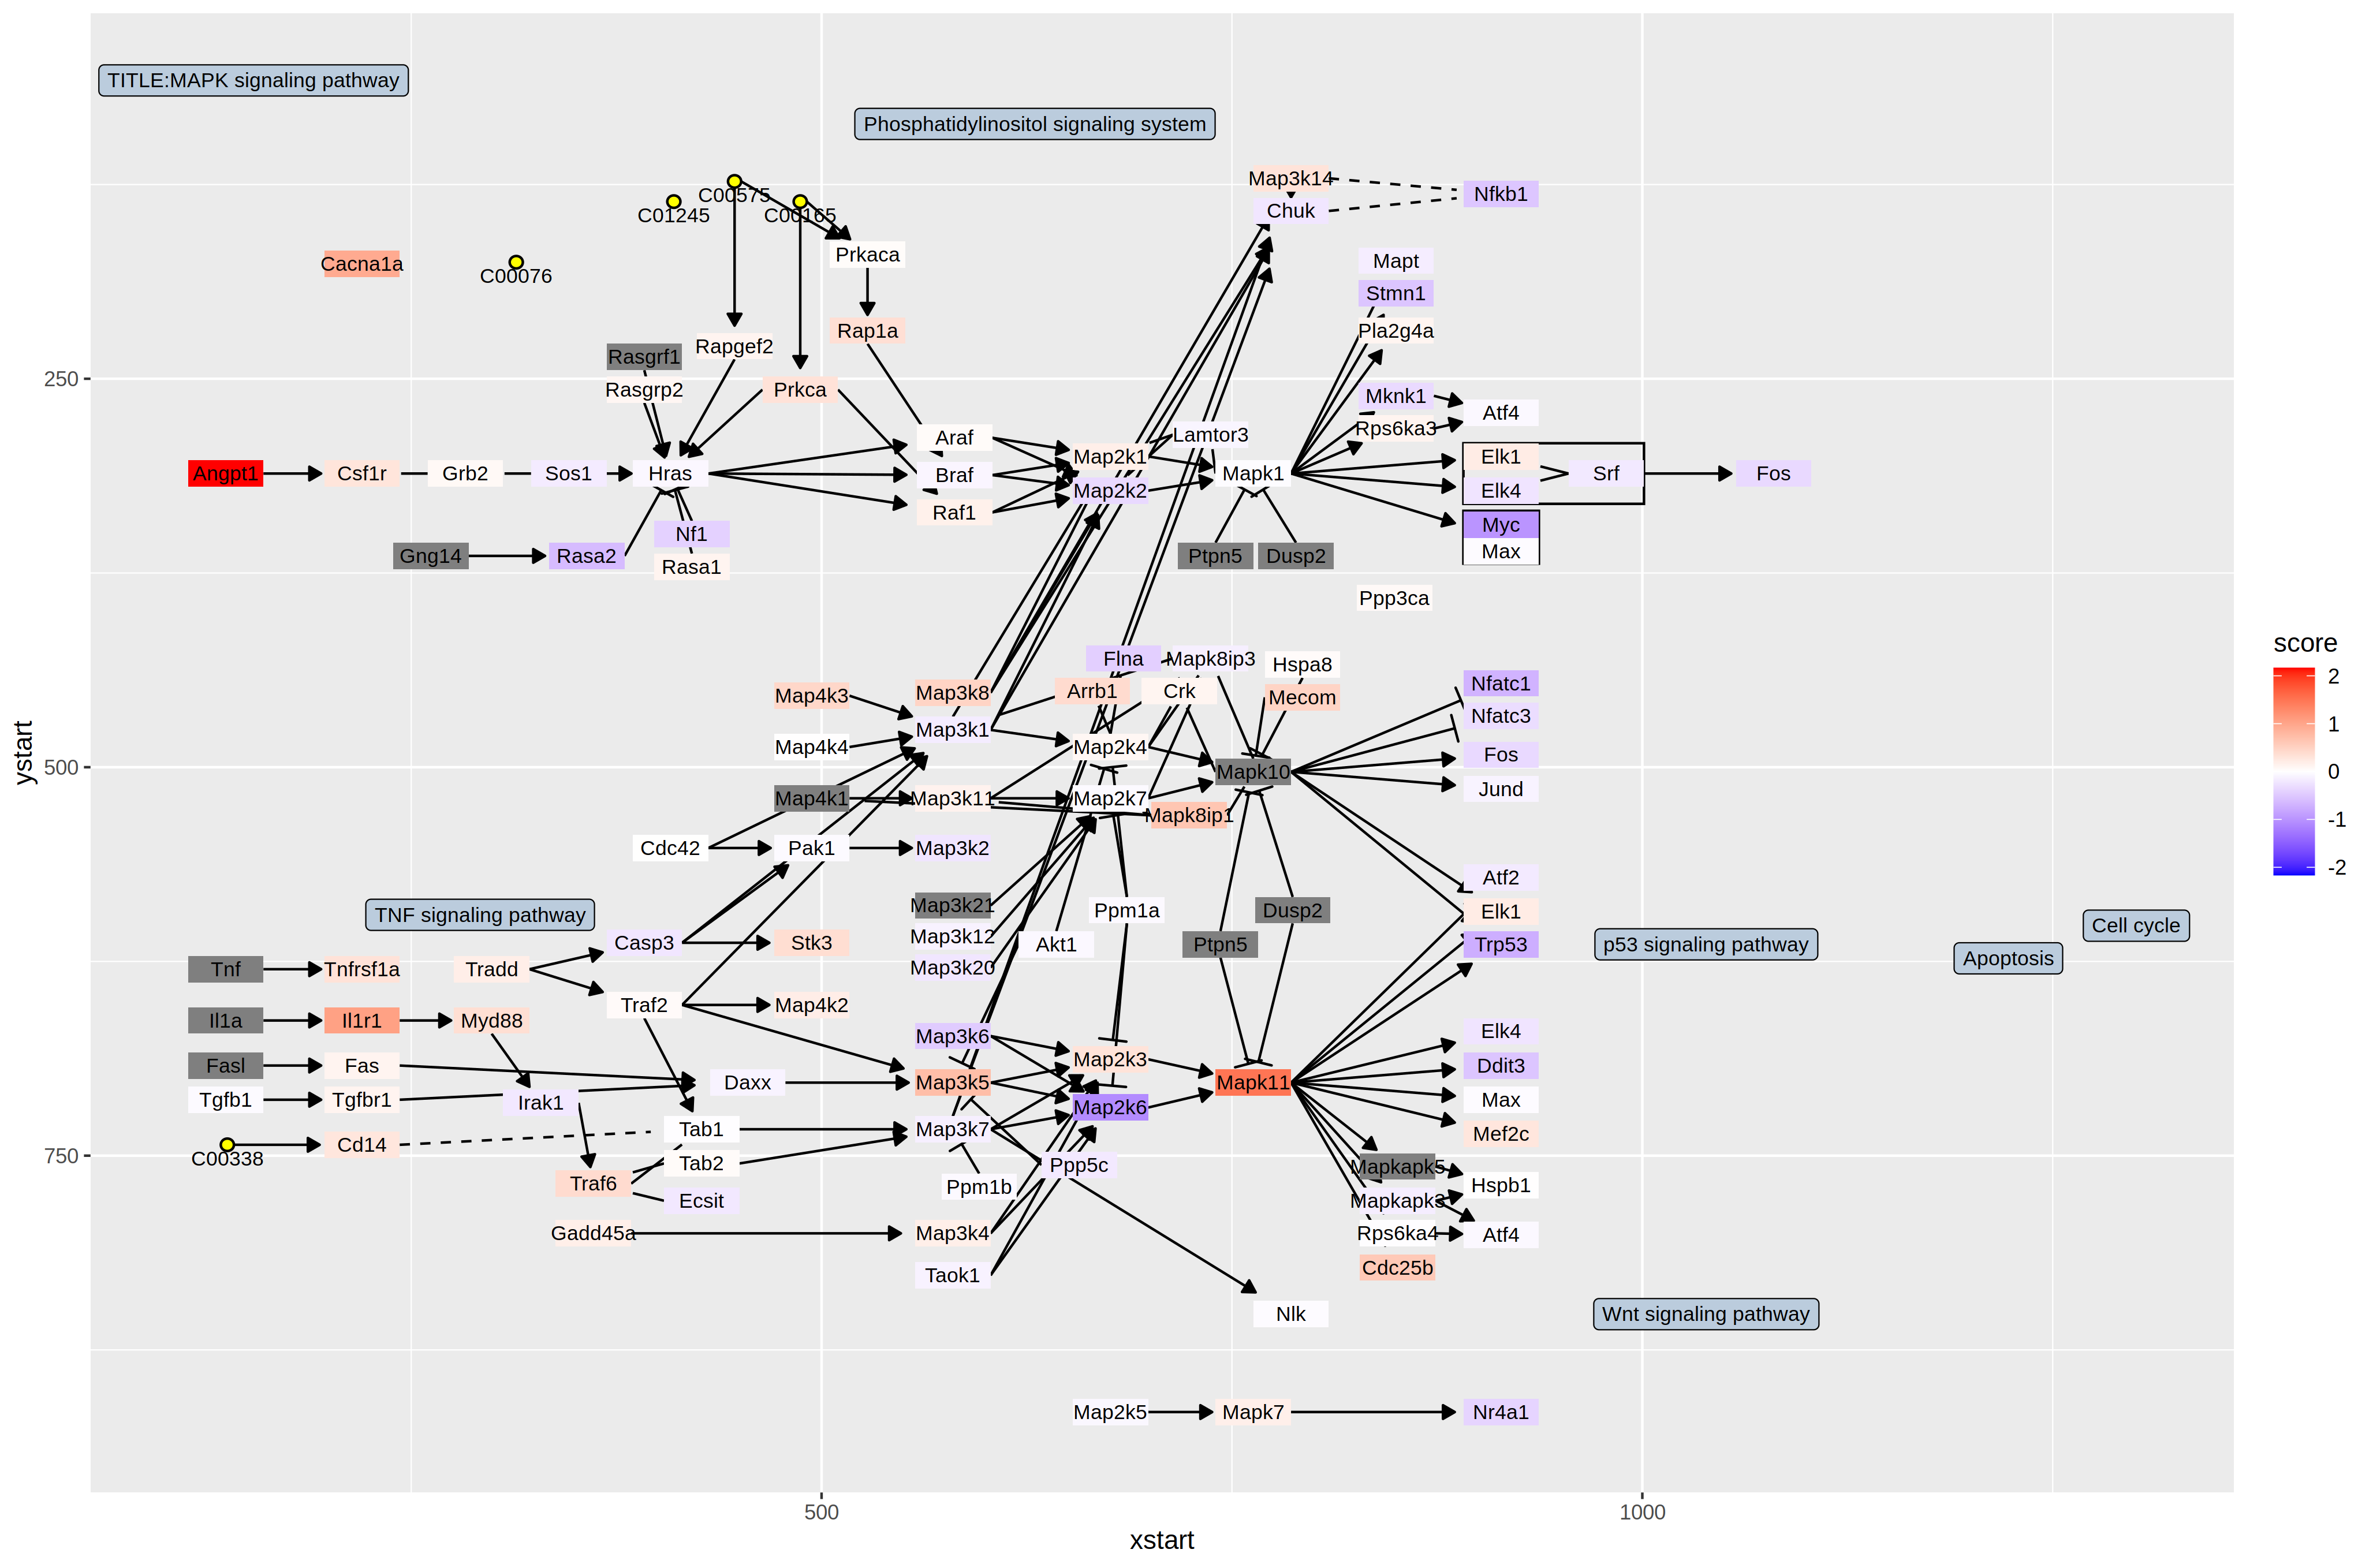 TITLE:MAPK signaling pathway
Phosphatidylinositol signaling system
Map3k14
C00575
Nfkb1
C01245
C00165
Chuk
Prkaca
Mapt
Cacna1a
C00076
Stmn1
Rap1a
Pla2g4a
Rapgef2
Rasgrf1
250
Rasgrp2
Prkca
Mknk1
Atf4
Rps6ka3
Araf
Lamtor3
Map2k1
Elk1
Angpt1
Csf1r
Grb2
Sos1
Hras
Braf
Mapk1
Srf
Fos
Map2k2
Elk4
Raf1
Myc
Nf1
Max
Gng14
Rasa2
Ptpn5
Dusp2
Rasa1
Ppp3ca
score
Flna
Mapk8ip3
Hspa8
2
Nfatc1
Map4k3
Map3k8
Arrb1
Crk
Mecom
Nfatc3
1
Map3k1
Map4k4
Map2k4
Fos
ystart
500
Mapk10
0
Jund
Map4k1
Map3k11
Map2k7
Mapk8ip1
-1
Cdc42
Pak1
Map3k2
-2
Atf2
Map3k21
Ppm1a
Dusp2
Elk1
TNF signaling pathway
Cell cycle
Map3k12
Casp3
Stk3
Akt1
Ptpn5
Trp53
p53 signaling pathway
Apoptosis
Tnf
Tnfrsf1a
Tradd
Map3k20
Traf2
Map4k2
Il1a
Il1r1
Myd88
Elk4
Map3k6
Map2k3
Fasl
Fas
Ddit3
Daxx
Map3k5
Mapk11
Tgfb1
Tgfbr1
Irak1
Max
Map2k6
Tab1
Map3k7
Mef2c
C00338
Cd14
750
Tab2
Ppp5c
Mapkapk5
Traf6
Ppm1b
Hspb1
Ecsit
Mapkapk3
Gadd45a
Map3k4
Rps6ka4
Atf4
Cdc25b
Taok1
Nlk
Wnt signaling pathway
Map2k5
Mapk7
Nr4a1
500
1000
xstart